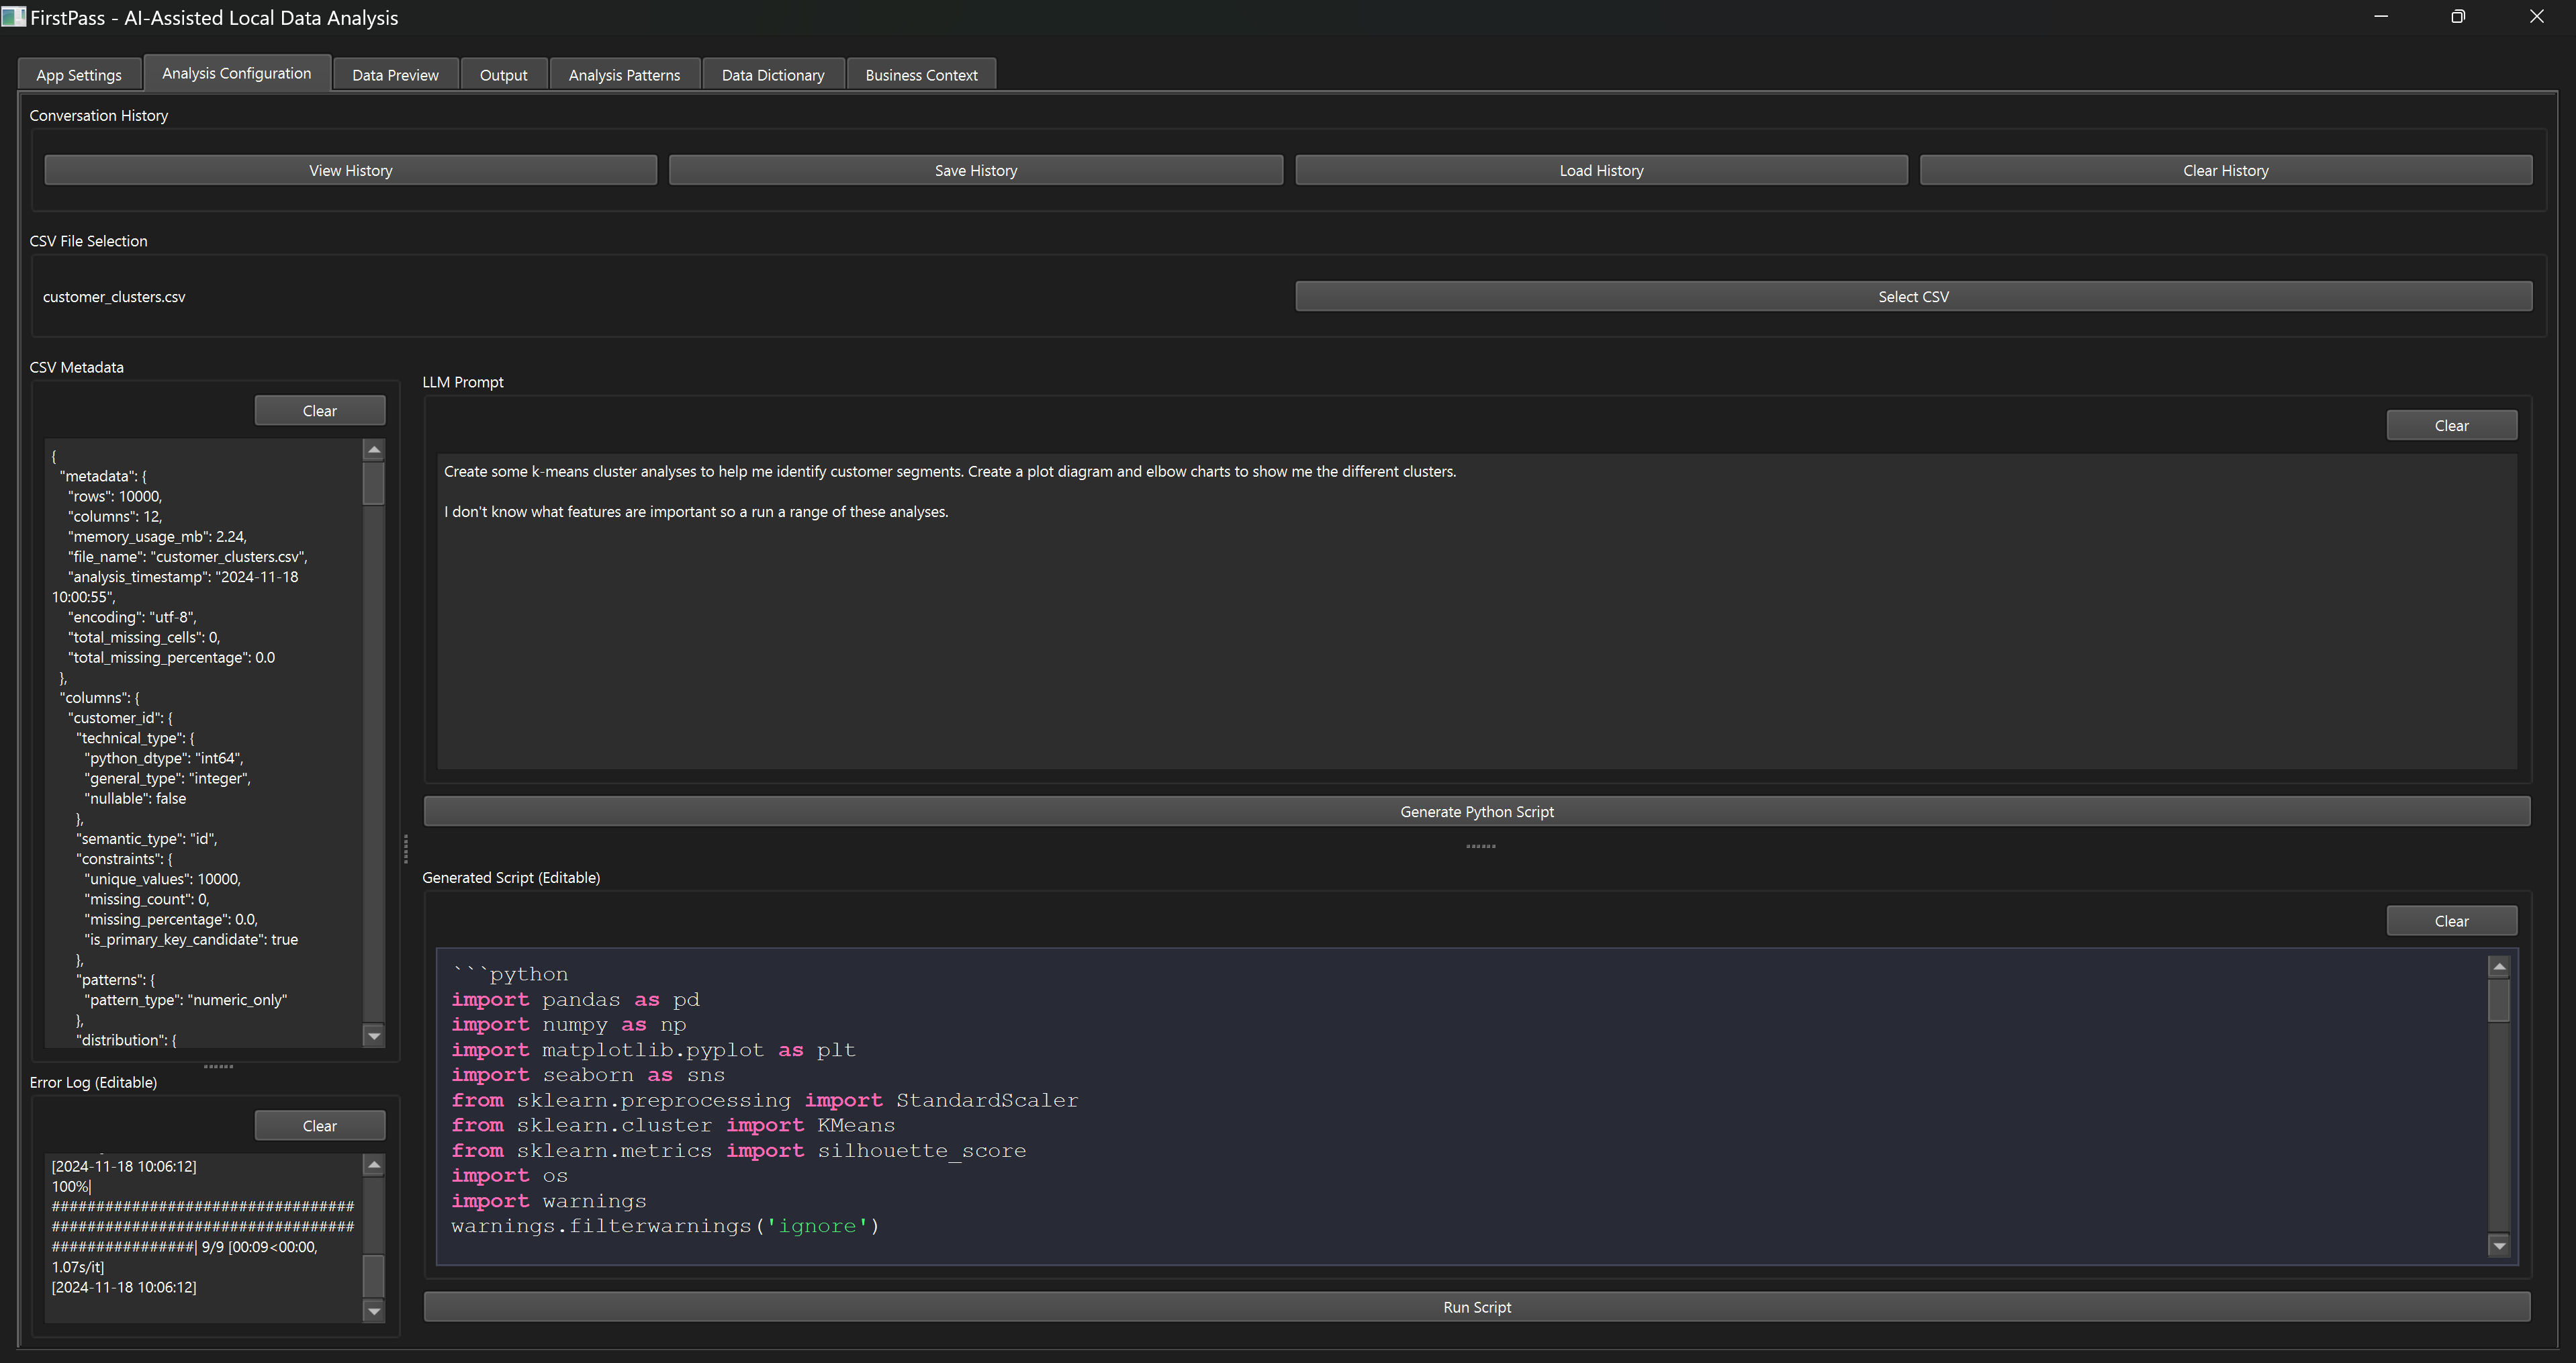 FirstPass - AI-Assisted Local Data Analysis
App Settings
Analysis Configuration
Data Preview
Output
Analysis Patterns
Data Dictionary
Business Context
Conversation History
View History
Save History
Load History
Clear History
CSV File Selection
customer_clusters.csv
Select CSV
CSV Metadata
Clear
{
"metadata": {
"rows": 10000,
"columns": 12,
"memory_usage_mb": 2.24,
"file_name": "customer_clusters.csv",
"analysis_timestamp": "2024-11-18
10:00:55",
"encoding": "utf-8",
"total_missing_cells": 0,
"total_missing_percentage": 0.0
},
"columns": {
"customer_id": {
"technical_type": {
"python_dtype": "int64",
"general_type": "integer",
"nullable": false
},
"semantic_type": "id",
"constraints": {
"unique_values": 10000,
"missing_count": 0,
"missing_percentage": 0.0,
"is_primary_key_candidate": true
},
"patterns": {
"pattern_type": "numeric_only"
},
"distribution": {
Error Log (Editable)
Clear
[2024-11-18 10:06:12]
100%|
##################################
##################################
################| 9/9 [00:09<00:00,
1.07s/it]
[2024-11-18 10:06:12]
LLM Prompt
Clear
Create some k-means cluster analyses to help me identify customer segments. Create a plot diagram and elbow charts to show me the different clusters.
I don't know what features are important so a run a range of these analyses.
Generate Python Script
Generated Script (Editable)
Clear
```python
import pandas as pd
import numpy as np
import matplotlib.pyplot as plt
import seaborn as sns
from sklearn.preprocessing import StandardScaler
from sklearn.cluster import KMeans
from sklearn.metrics import silhouette_score
import os
import warnings
warnings.filterwarnings('ignore')
Run Script